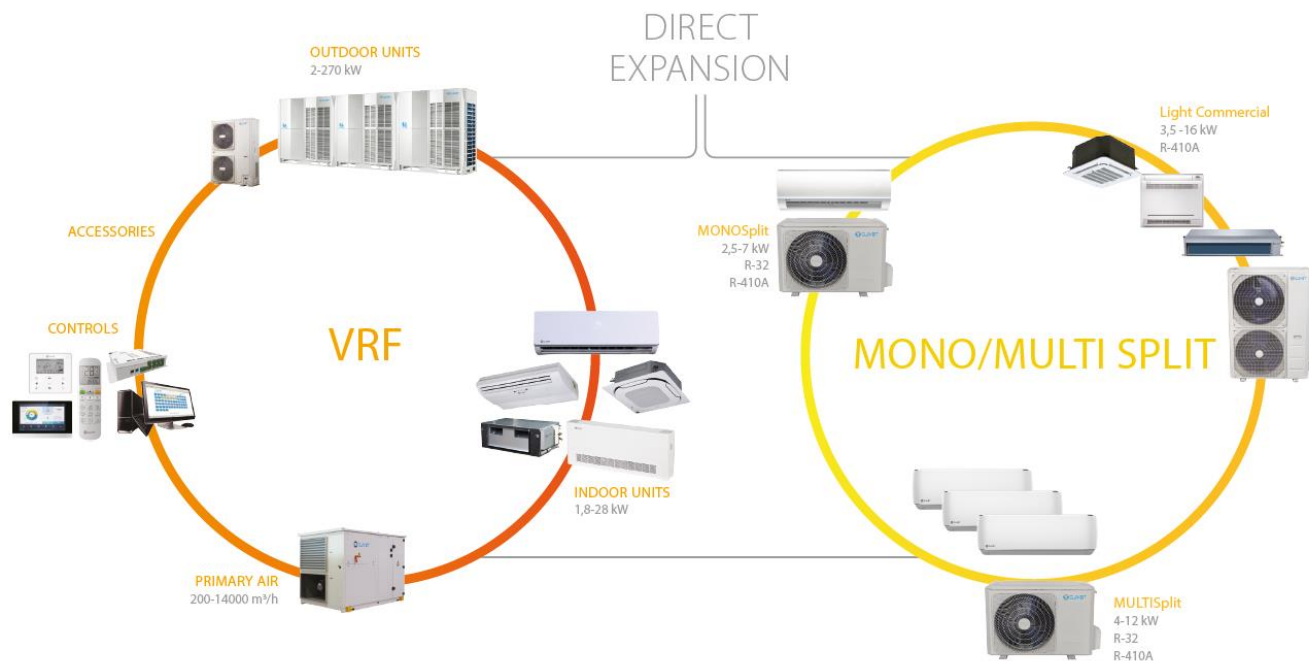 DIRECT
EXPANSION
OUTDOOR UNITS
2-270 kW
ACCESSORIES
CONTROLS
VRF
INDOOR UNITS
1,8-28 kW
PRIMARY AIR
200-14000 m³/h
Light Commercial
3,5 -16 kW
R-410A
MONOSplit
2,5-7 kW
R-32
R-410A
MONO/MULTI SPLIT
MULTISplit
4-12 kW
R-32
R-410A